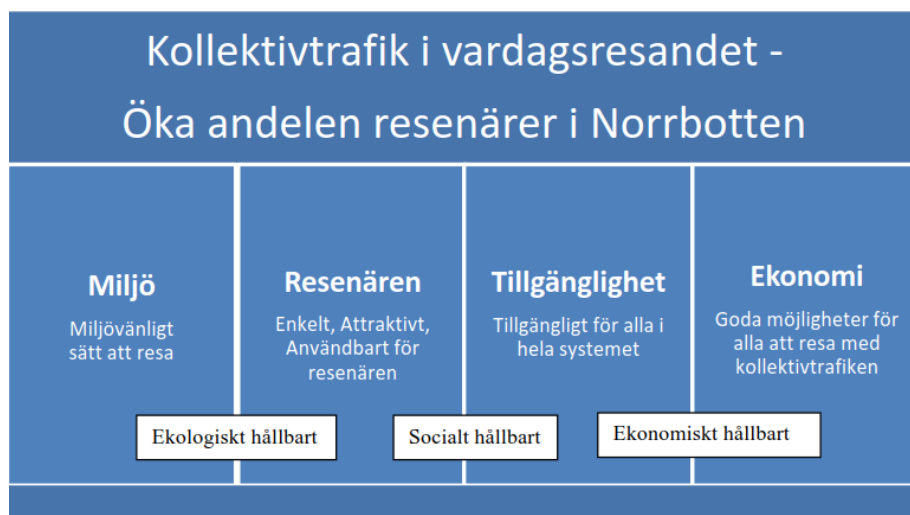 Kollektivtrafik i vardagsresandet -
Öka andelen resenärer i Norrbotten
Miljö
Miljövänligt
sätt att resa
Resenären
Enkelt, Attraktivt,
Användbart för
resenären
Tillgänglighet
Tillgängligt för alla i
hela systemet
Ekonomi
Goda möjligheter för
alla att resa med
kollektivtrafiken
Ekologiskt hållbart
Socialt hållbart
Ekonomiskt hållbart